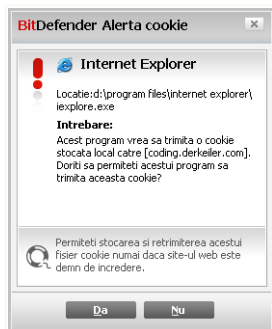 BitDefender Alerta cookie
Internet Explorer
Locatie:d:\program files\internet explorer\
iexplore.exe
Intrebare:
Acest program vrea sa trimita o cookie
stocata local catre [coding.derkeiler.com].
Doriti sa permiteti acestui program sa
trimita aceasta cookie?
Permiteti stocarea si retrimiterea acestui
fisier cookie numai daca site-ul web este
demn de incredere.
Da Nu